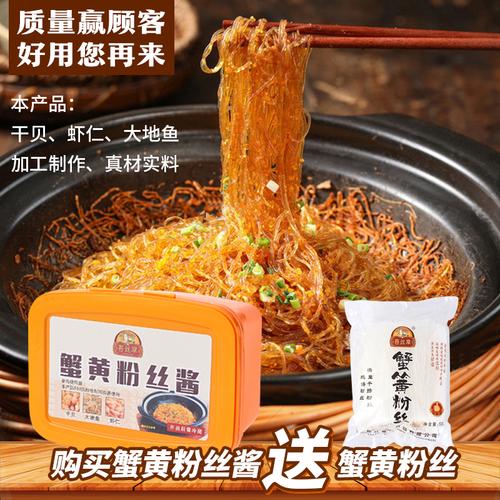 质量赢顾客
好用您再来
本产品：
干贝、虾仁、大地鱼
加工制作、真材实料
蟹黄粉丝酱
干贝
大地鱼
虾仁
蟹黄粉丝
购买蟹黄粉丝酱送蟹黄粉丝